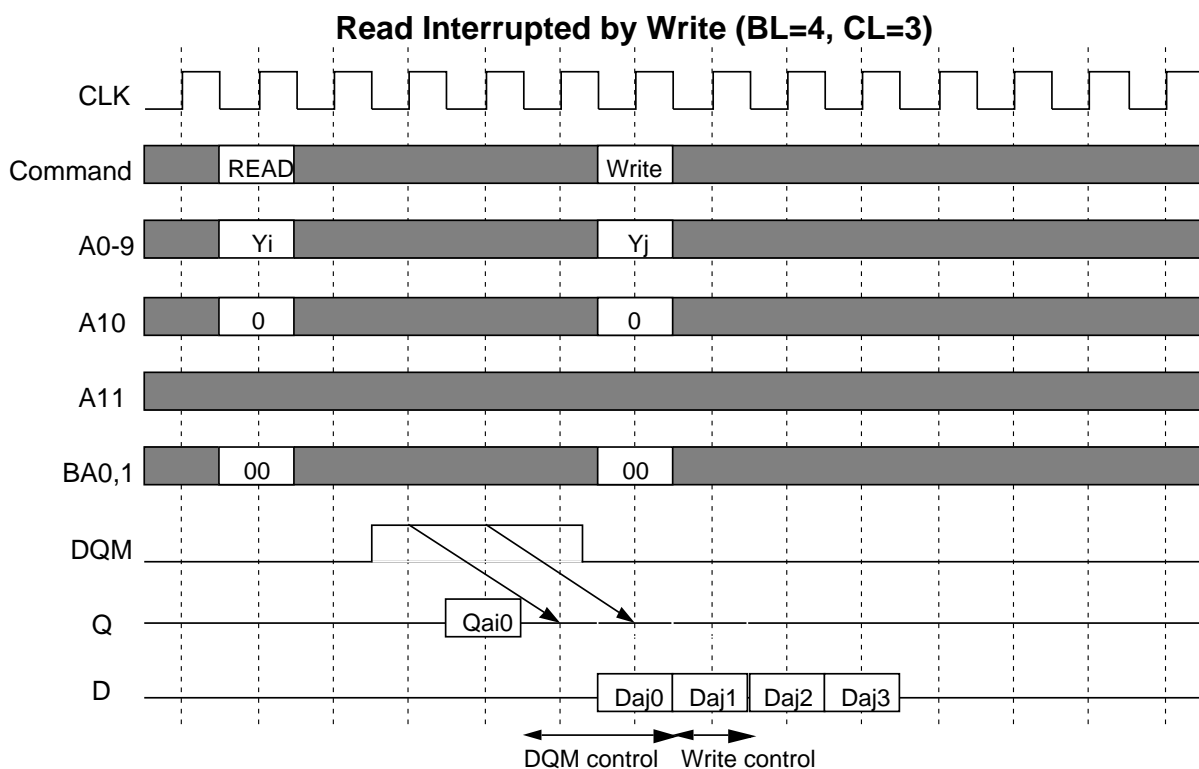 Read Interrupted by Write (BL=4, CL=3)
CLK
Command READ Write
A0-9 Yi Yj
A10 0 0
A11
BA0,1 00 00
DQM
Q Qai0
D Daj0 Daj1 Daj2 Daj3
DQM control Write control